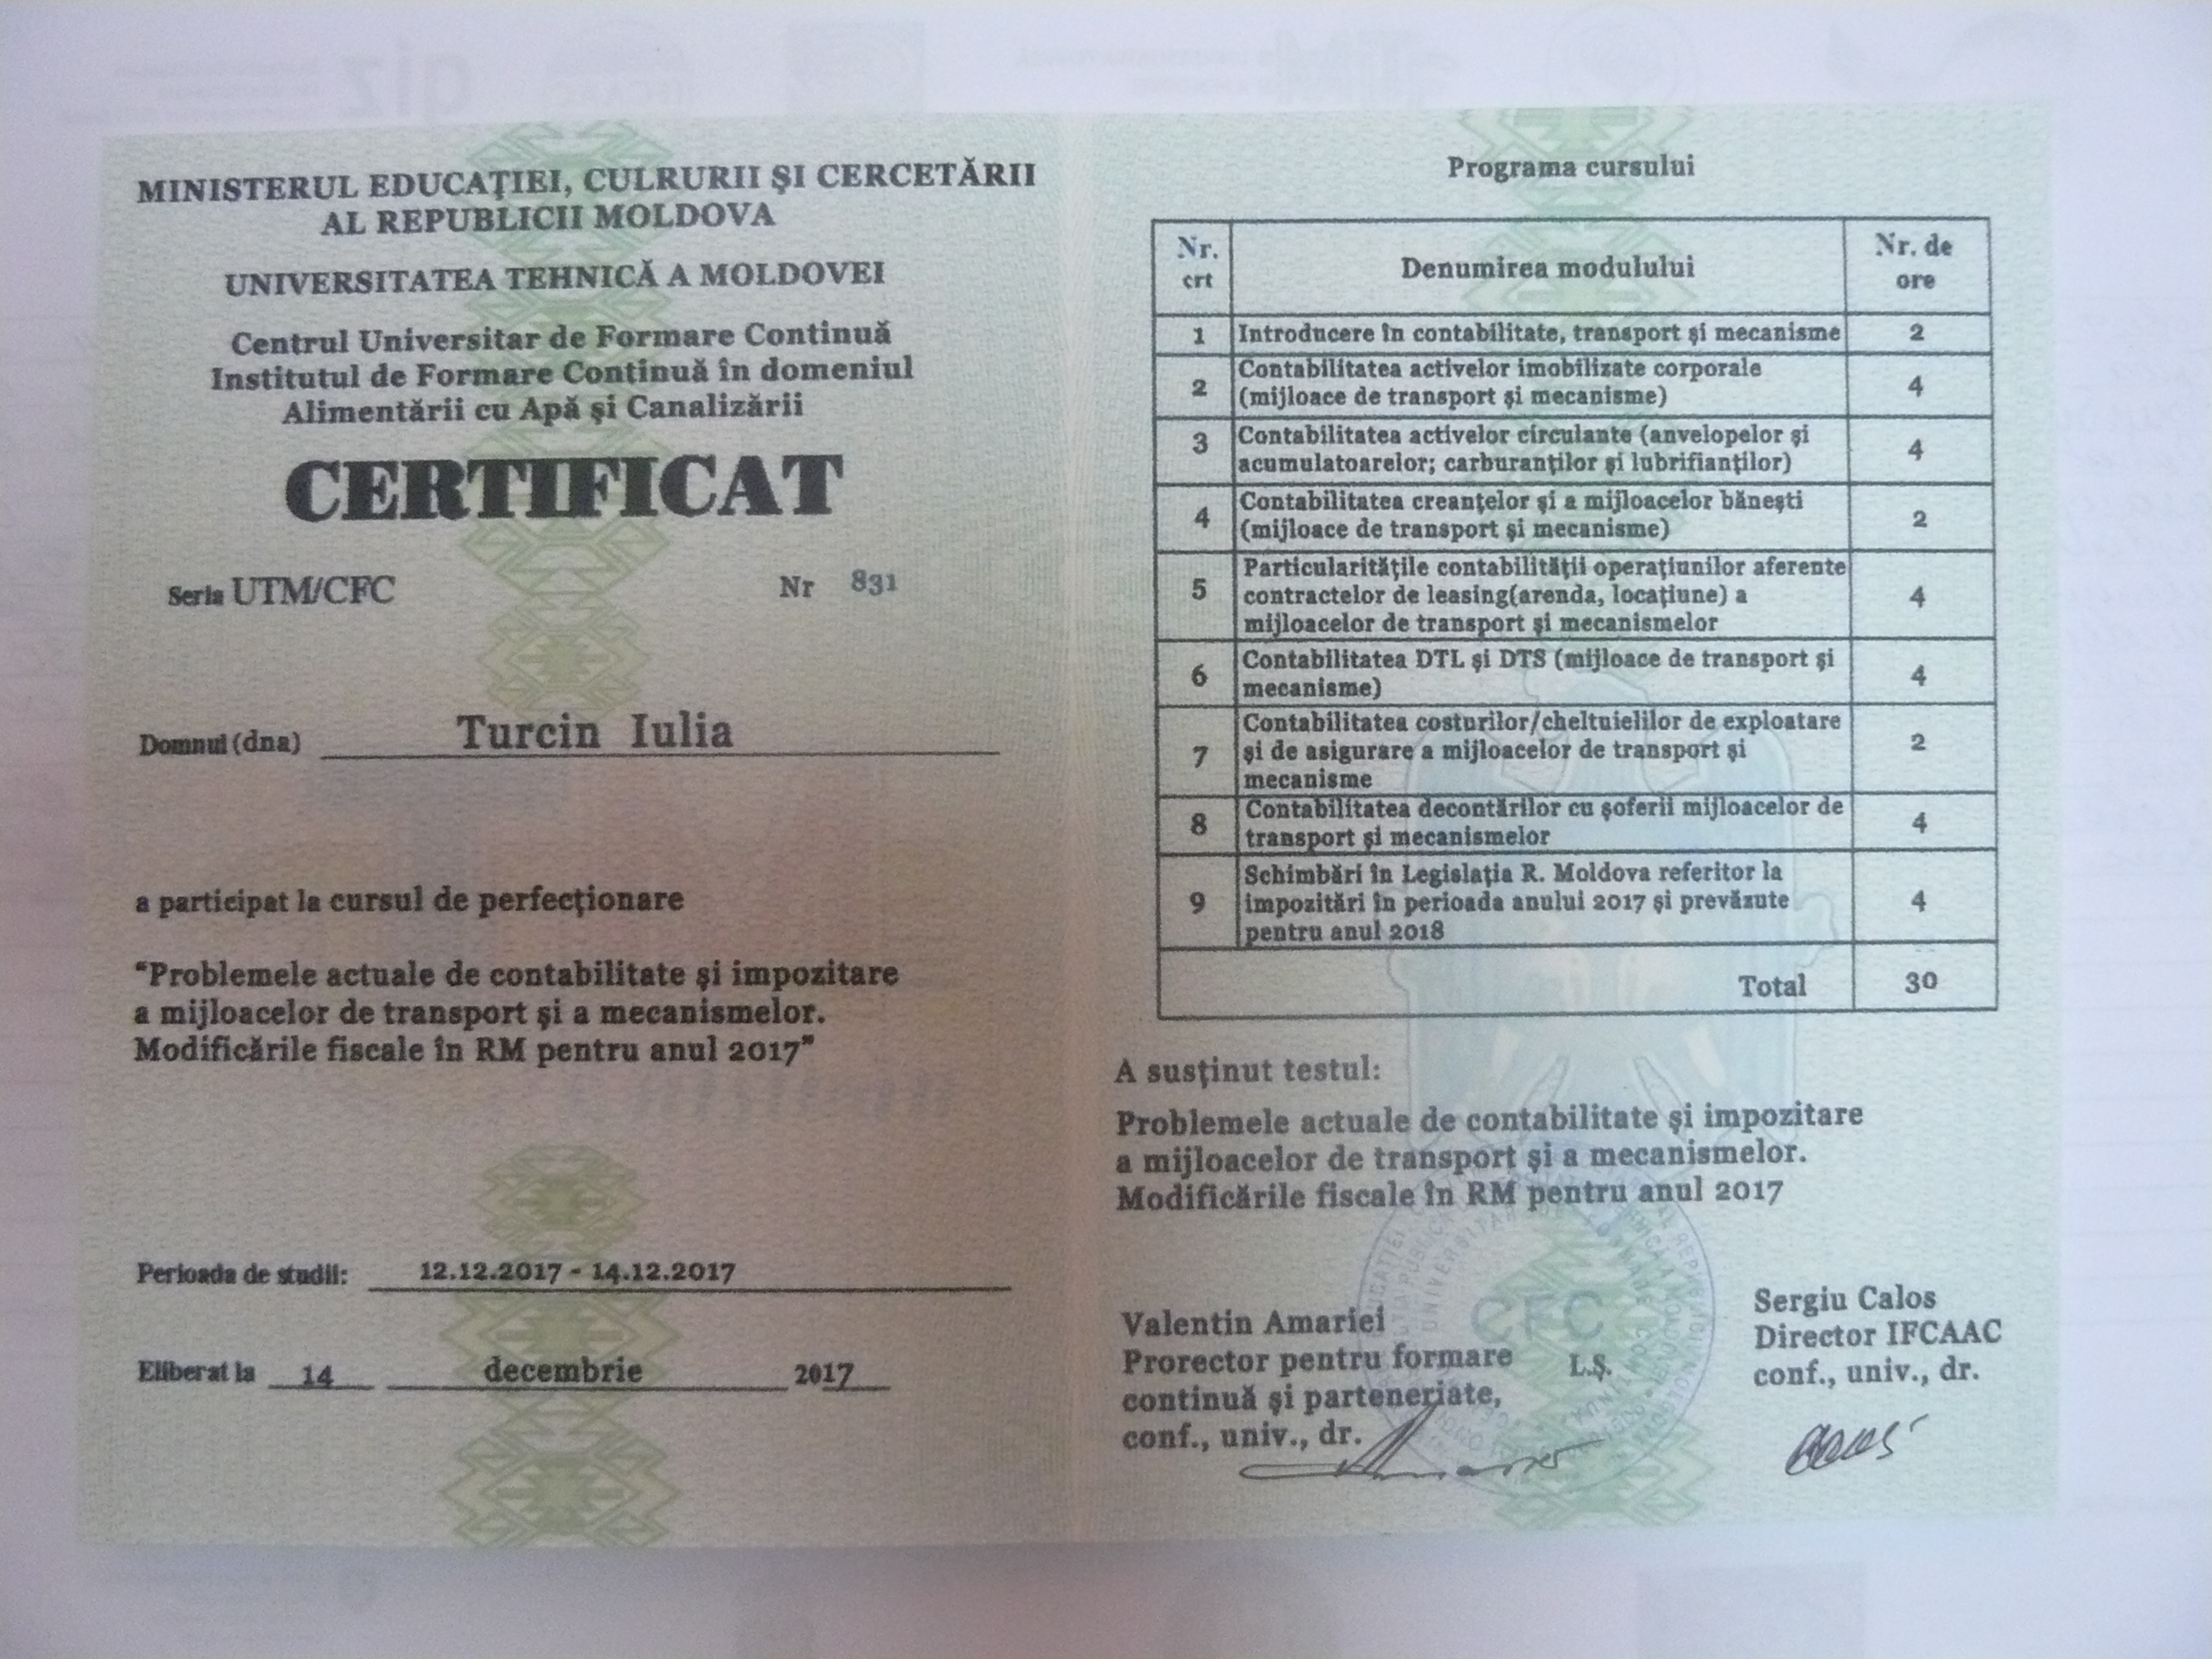 MINISTERUL EDUCAŢIEI, CULRURII ŞI CERCETĂRII
AL REPUBLICII MOLDOVA
UNIVERSITATEA TEHNICĂ A MOLDOVEI
Centrul Universitar de Formare Continuă
Institutul de Formare Continuă în domeniul
Alimentării cu Apă şi Canalizării
CERTIFICAT
Seria UTM/CFC Nr 831
Domnul (dna) Turcin Iulia
a participat la cursul de perfecţionare
“Problemele actuale de contabilitate şi impozitare
a mijloacelor de transport şi a mecanismelor.
Modificările fiscale în RM pentru anul 2017”
Perioada de studii: 12.12.2017 - 14.12.2017
Eliberat la 14 decembrie 2017
Programa cursului
Nr. crt Denumirea modulului Nr. de ore
1 Introducere în contabilitate, transport şi mecanisme 2
2 Contabilitatea activelor imobilizate corporale
(mijloace de transport şi mecanisme) 4
3 Contabilitatea activelor circulante (anvelopelor şi
acumulatoarelor; carburanţilor şi lubrifianţilor) 4
4 Contabilitatea creanţelor şi a mijloacelor băneşti
(mijloace de transport şi mecanisme) 2
5 Particularităţile contabilităţii operaţiunilor aferente
contractelor de leasing(arenda, locaţiune) a
mijloacelor de transport şi mecanismelor 4
6 Contabilitatea DTL şi DTS (mijloace de transport şi
mecanisme) 4
7 Contabilitatea costurilor/cheltuielilor de exploatare
şi de asigurare a mijloacelor de transport şi
mecanisme 2
8 Contabilitatea decontărilor cu şoferii mijloacelor de
transport şi mecanismelor 4
9 Schimbări în Legislaţia R. Moldova referitor la
impozitări în perioada anului 2017 şi prevăzute
pentru anul 2018 4
Total 30
A susţinut testul:
Problemele actuale de contabilitate şi impozitare
a mijloacelor de transport şi a mecanismelor.
Modificările fiscale în RM pentru anul 2017
Valentin Amariei
Prorector pentru formare
continuă şi parteneriate,
conf., univ., dr.
CFC
L.Ş.
Sergiu Calos
Director IFCAAC
conf., univ., dr.